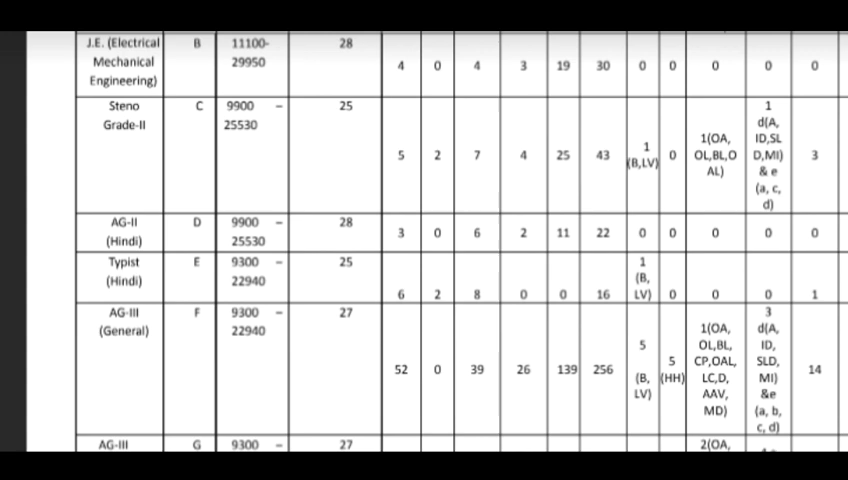 J.E. (Electrical Mechanical Engineering) B 11100-29950 28 4 0 4 3 19 30 0 0 0 0 0
Steno Grade-II C 9900 – 25530 25 5 2 7 4 25 43 1 (B,LV) 0 1(OA, OL,BL,O AL) 1 d(A, ID,SL D,MI) & e (a, c, d) 3
AG-II (Hindi) D 9900 – 25530 28 3 0 6 2 11 22 0 0 0 0 0
Typist (Hindi) E 9300 – 22940 25 6 2 8 0 0 16 1 (B, LV) 0 0 0 1
AG-III (General) F 9300 – 22940 27 52 0 39 26 139 256 5 (B, LV) 5 (HH) 1(OA, OL,BL, CP,OAL, LC,D, AAV, MD) 3 d(A, ID, SLD, MI) &e (a, b, c, d) 14
AG-III G 9300 – 27 2(OA,